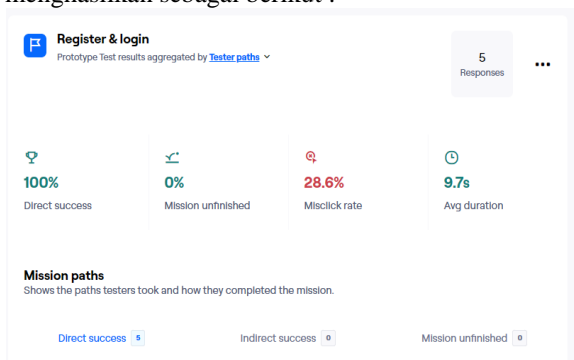 menghasilkan sebagai berikut :
Register & login
Prototype Test results aggregated by Tester paths
5
Responses
100%
Direct success
0%
Mission unfinished
28.6%
Misclick rate
9.7s
Avg duration
Mission paths
Shows the paths testers took and how they completed the mission.
Direct success 5
Indirect success 0
Mission unfinished 0